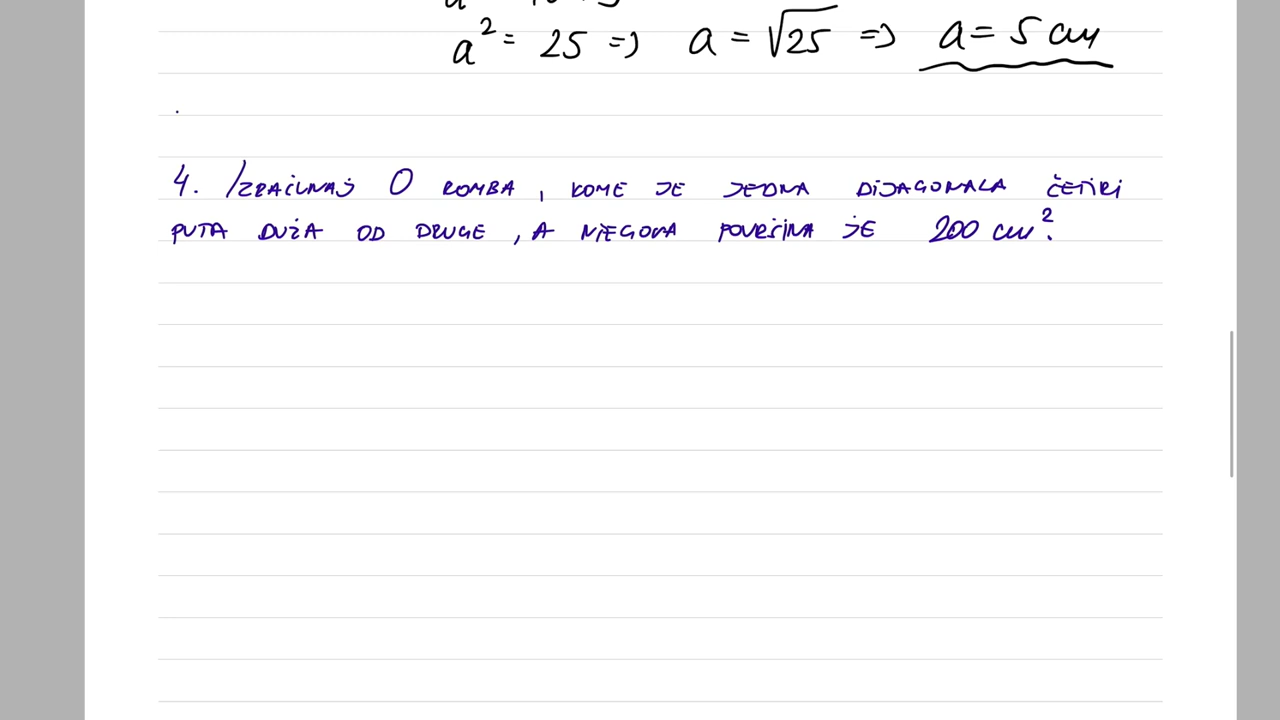 a² = 25 => a = √25 => a = 5 cm
4. IZRAČUNAJ O ROMBA, KOME JE JEDNA DIJAGONALA ČETIRI
PUTA DUŽA OD DRUGE, A NJEGOVA POVRŠINA JE 200 cm².